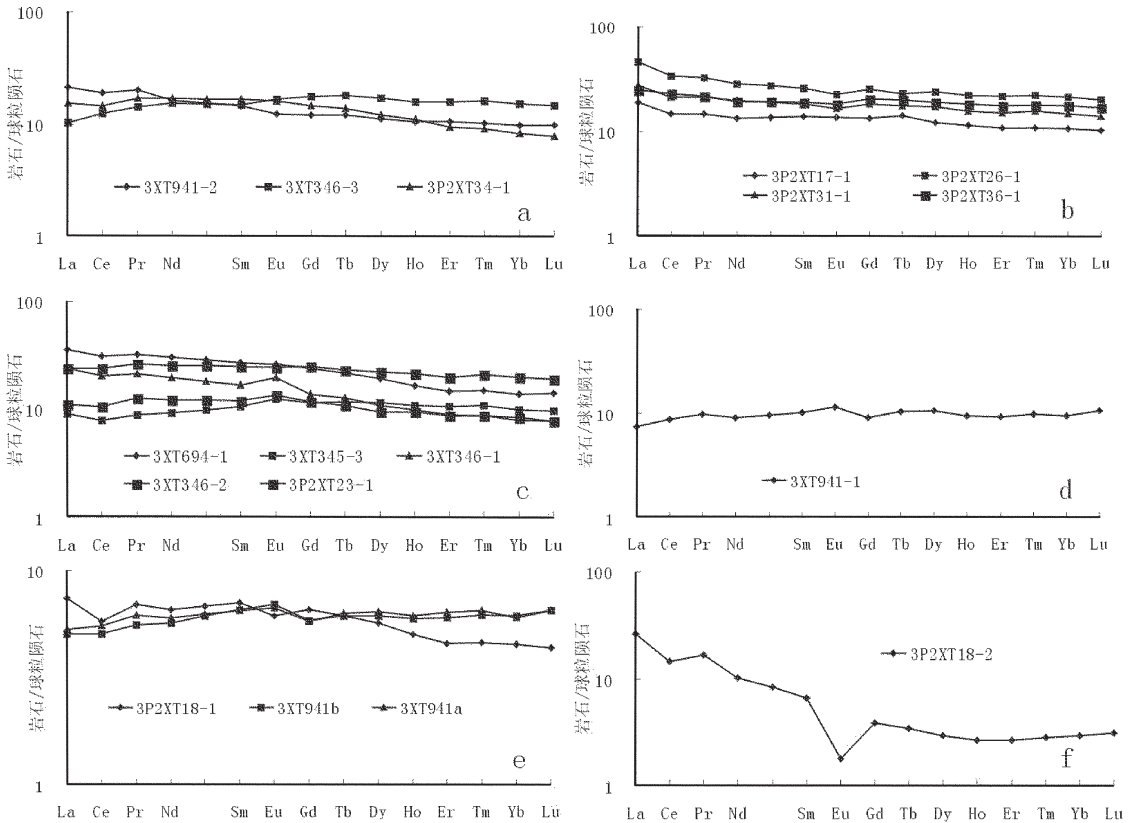 100
10
1
岩石/球粒陨石
3XT941-2 3XT346-3 3P2XT34-1
a
La Ce Pr Nd Sm Eu Gd Tb Dy Ho Er Tm Yb Lu
100
10
1
岩石/球粒陨石
3P2XT17-1 3P2XT26-1
3P2XT31-1 3P2XT36-1
b
La Ce Pr Nd Sm Eu Gd Tb Dy Ho Er Tm Yb Lu
100
10
1
岩石/球粒陨石
3XT694-1 3XT345-3 3XT346-1
3XT346-2 3P2XT23-1
c
La Ce Pr Nd Sm Eu Gd Tb Dy Ho Er Tm Yb Lu
100
10
1
岩石/球粒陨石
3XT941-1
d
La Ce Pr Nd Sm Eu Gd Tb Dy Ho Er Tm Yb Lu
10
1
岩石/球粒陨石
3P2XT18-1 3XT941b 3XT941a
e
La Ce Pr Nd Sm Eu Gd Tb Dy Ho Er Tm Yb Lu
100
10
1
岩石/球粒陨石
3P2XT18-2
f
La Ce Pr Nd Sm Eu Gd Tb Dy Ho Er Tm Yb Lu